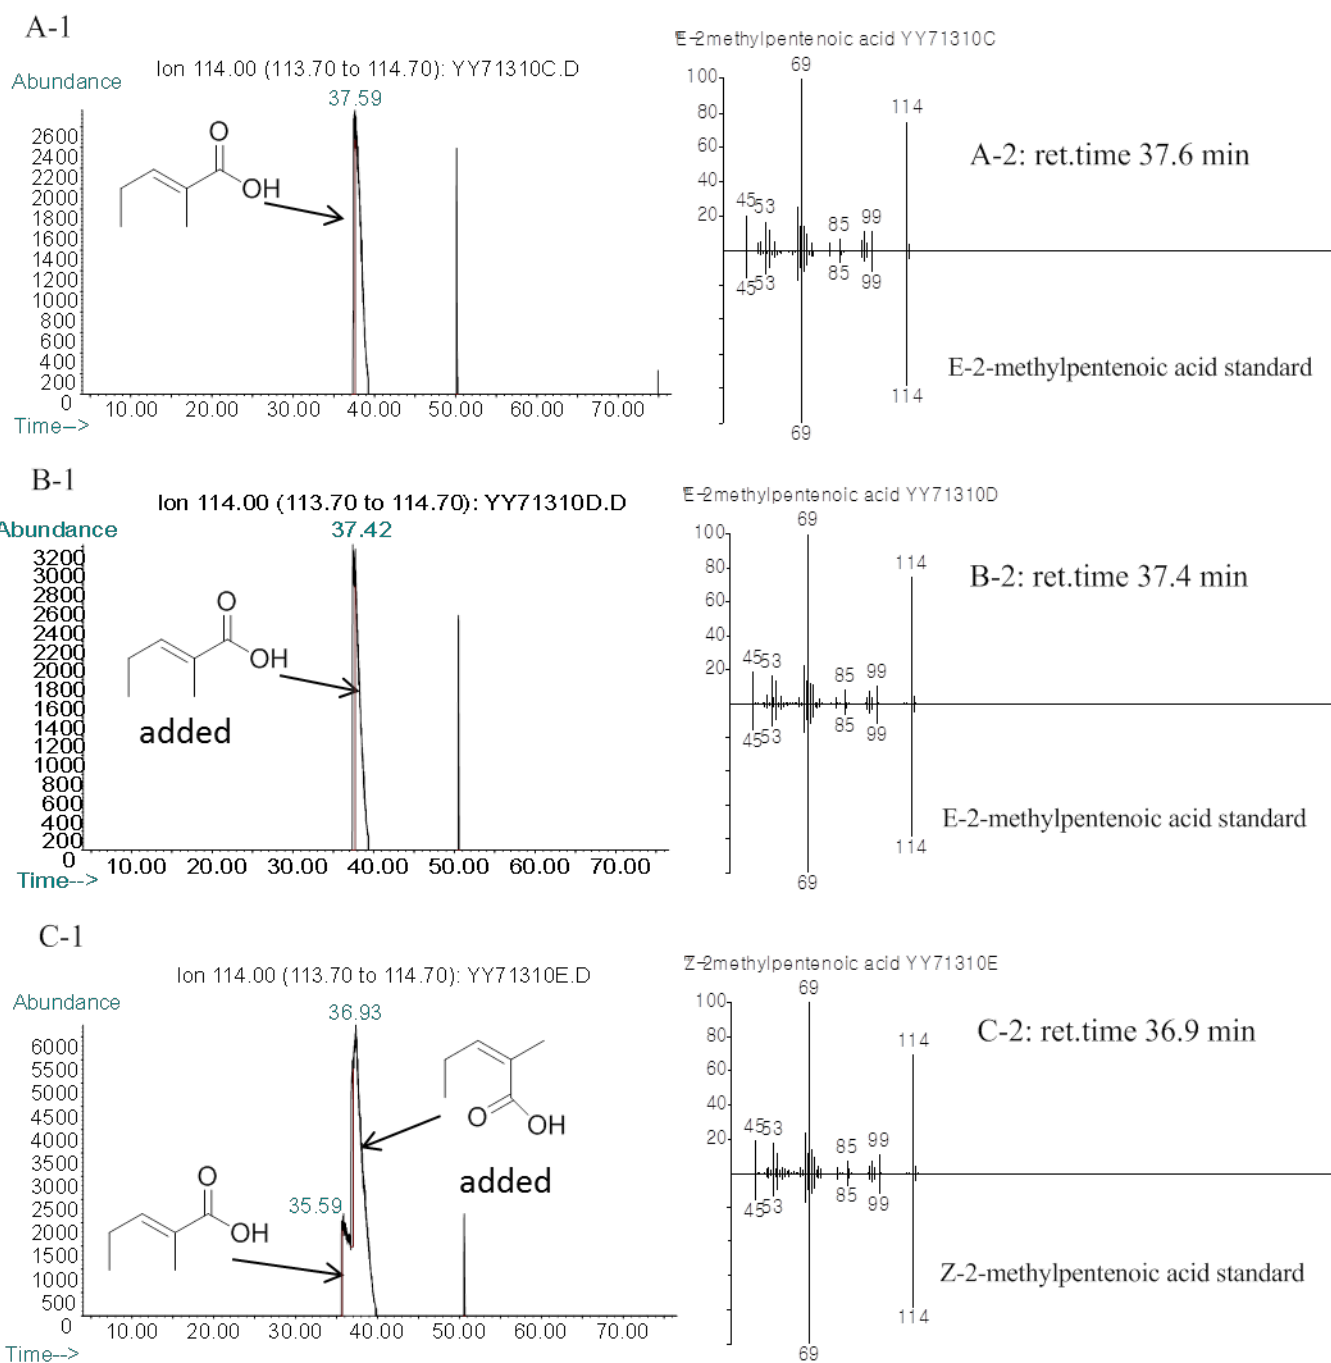 A-1
Ion 114.00 (113.70 to 114.70): YY71310C.D
Abundance
37.59
2600
2400
2200
2000
1800
1600
1400
1200
1000
800
600
400
200
0
O
OH
10.00 20.00 30.00 40.00 50.00 60.00 70.00
Time-->
E-2methylpentenoic acid YY71310C
69
100
80
60
40
20
114
45 53
85 99
A-2: ret.time 37.6 min
45 53
85 99
E-2-methylpentenoic acid standard
114
69
B-1
Ion 114.00 (113.70 to 114.70): YY71310D.D
Abundance
37.42
3200
3000
2800
2600
2400
2200
2000
1800
1600
1400
1200
1000
800
600
400
200
0
O
OH
added
10.00 20.00 30.00 40.00 50.00 60.00 70.00
Time-->
E-2methylpentenoic acid YY71310D
69
100
80
60
40
20
114
45 53
85 99
B-2: ret.time 37.4 min
45 53
85 99
E-2-methylpentenoic acid standard
114
69
C-1
Ion 114.00 (113.70 to 114.70): YY71310E.D
Abundance
36.93
6000
5500
5000
4500
4000
3500
3000
2500
2000
1500
1000
500
0
O
OH
added
35.59
O
OH
10.00 20.00 30.00 40.00 50.00 60.00 70.00
Time-->
Z-2methylpentenoic acid YY71310E
69
100
80
60
40
20
114
45 53
85 99
C-2: ret.time 36.9 min
45 53
85 99
Z-2-methylpentenoic acid standard
114
69